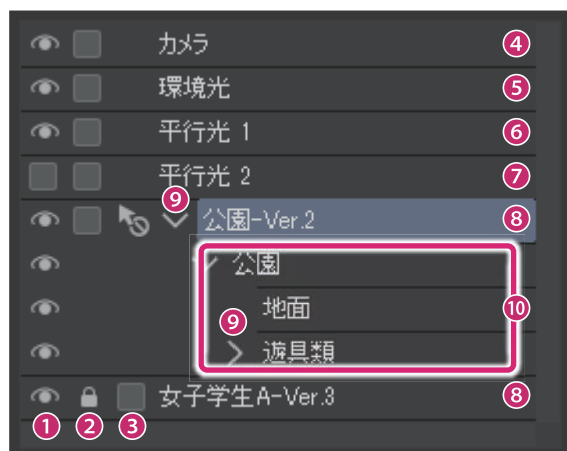 カメラ 4
環境光 5
平行光 1 6
平行光 2 7
9
公園-Ver.2 8
公園
地面 10
9
遊具類
女子学生A-Ver.3 8
1 2 3